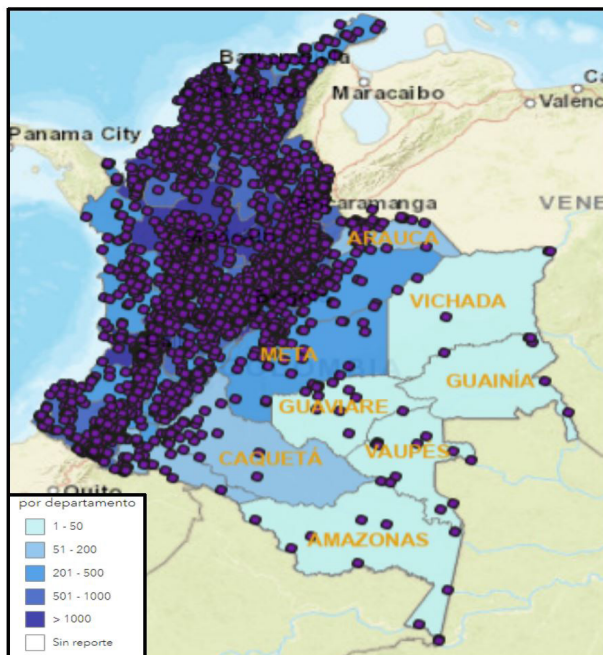 Maracaibo
Valenc
Panama City
VENE
ARAUCA
VICHADA
META
GUAINÍA
GUAVIARE
VAUPÉS
CAQUETÁ
Quito
AMAZONAS
por departamento
1 - 50
51 - 200
201 - 500
501 - 1000
> 1000
Sin reporte